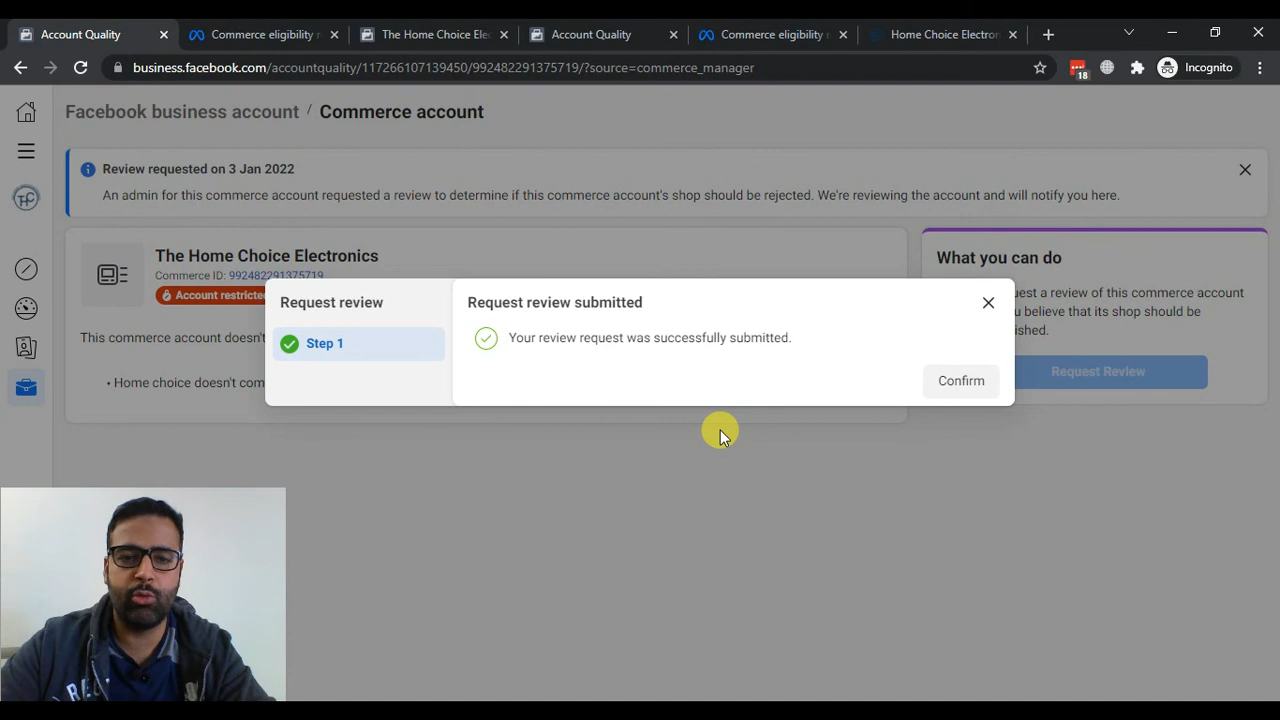 Account Quality
Commerce eligibility r
The Home Choice Ele
Account Quality
Commerce eligibility r
Home Choice Electron
business.facebook.com/accountquality/117266107139450/992482291375719/?source=commerce_manager
18
Incognito
Facebook business account / Commerce account
Review requested on 3 Jan 2022
An admin for this commerce account requested a review to determine if this commerce account's shop should be rejected. We're reviewing the account and will notify you here.
THC
The Home Choice Electronics
Commerce ID: 992482291375719
Account restricte
This commerce account doesn't
• Home choice doesn't com
What you can do
uest a review of this commerce account
ou believe that its shop should be
ished.
Request Review
Request review
Step 1
Request review submitted
Your review request was successfully submitted.
Confirm